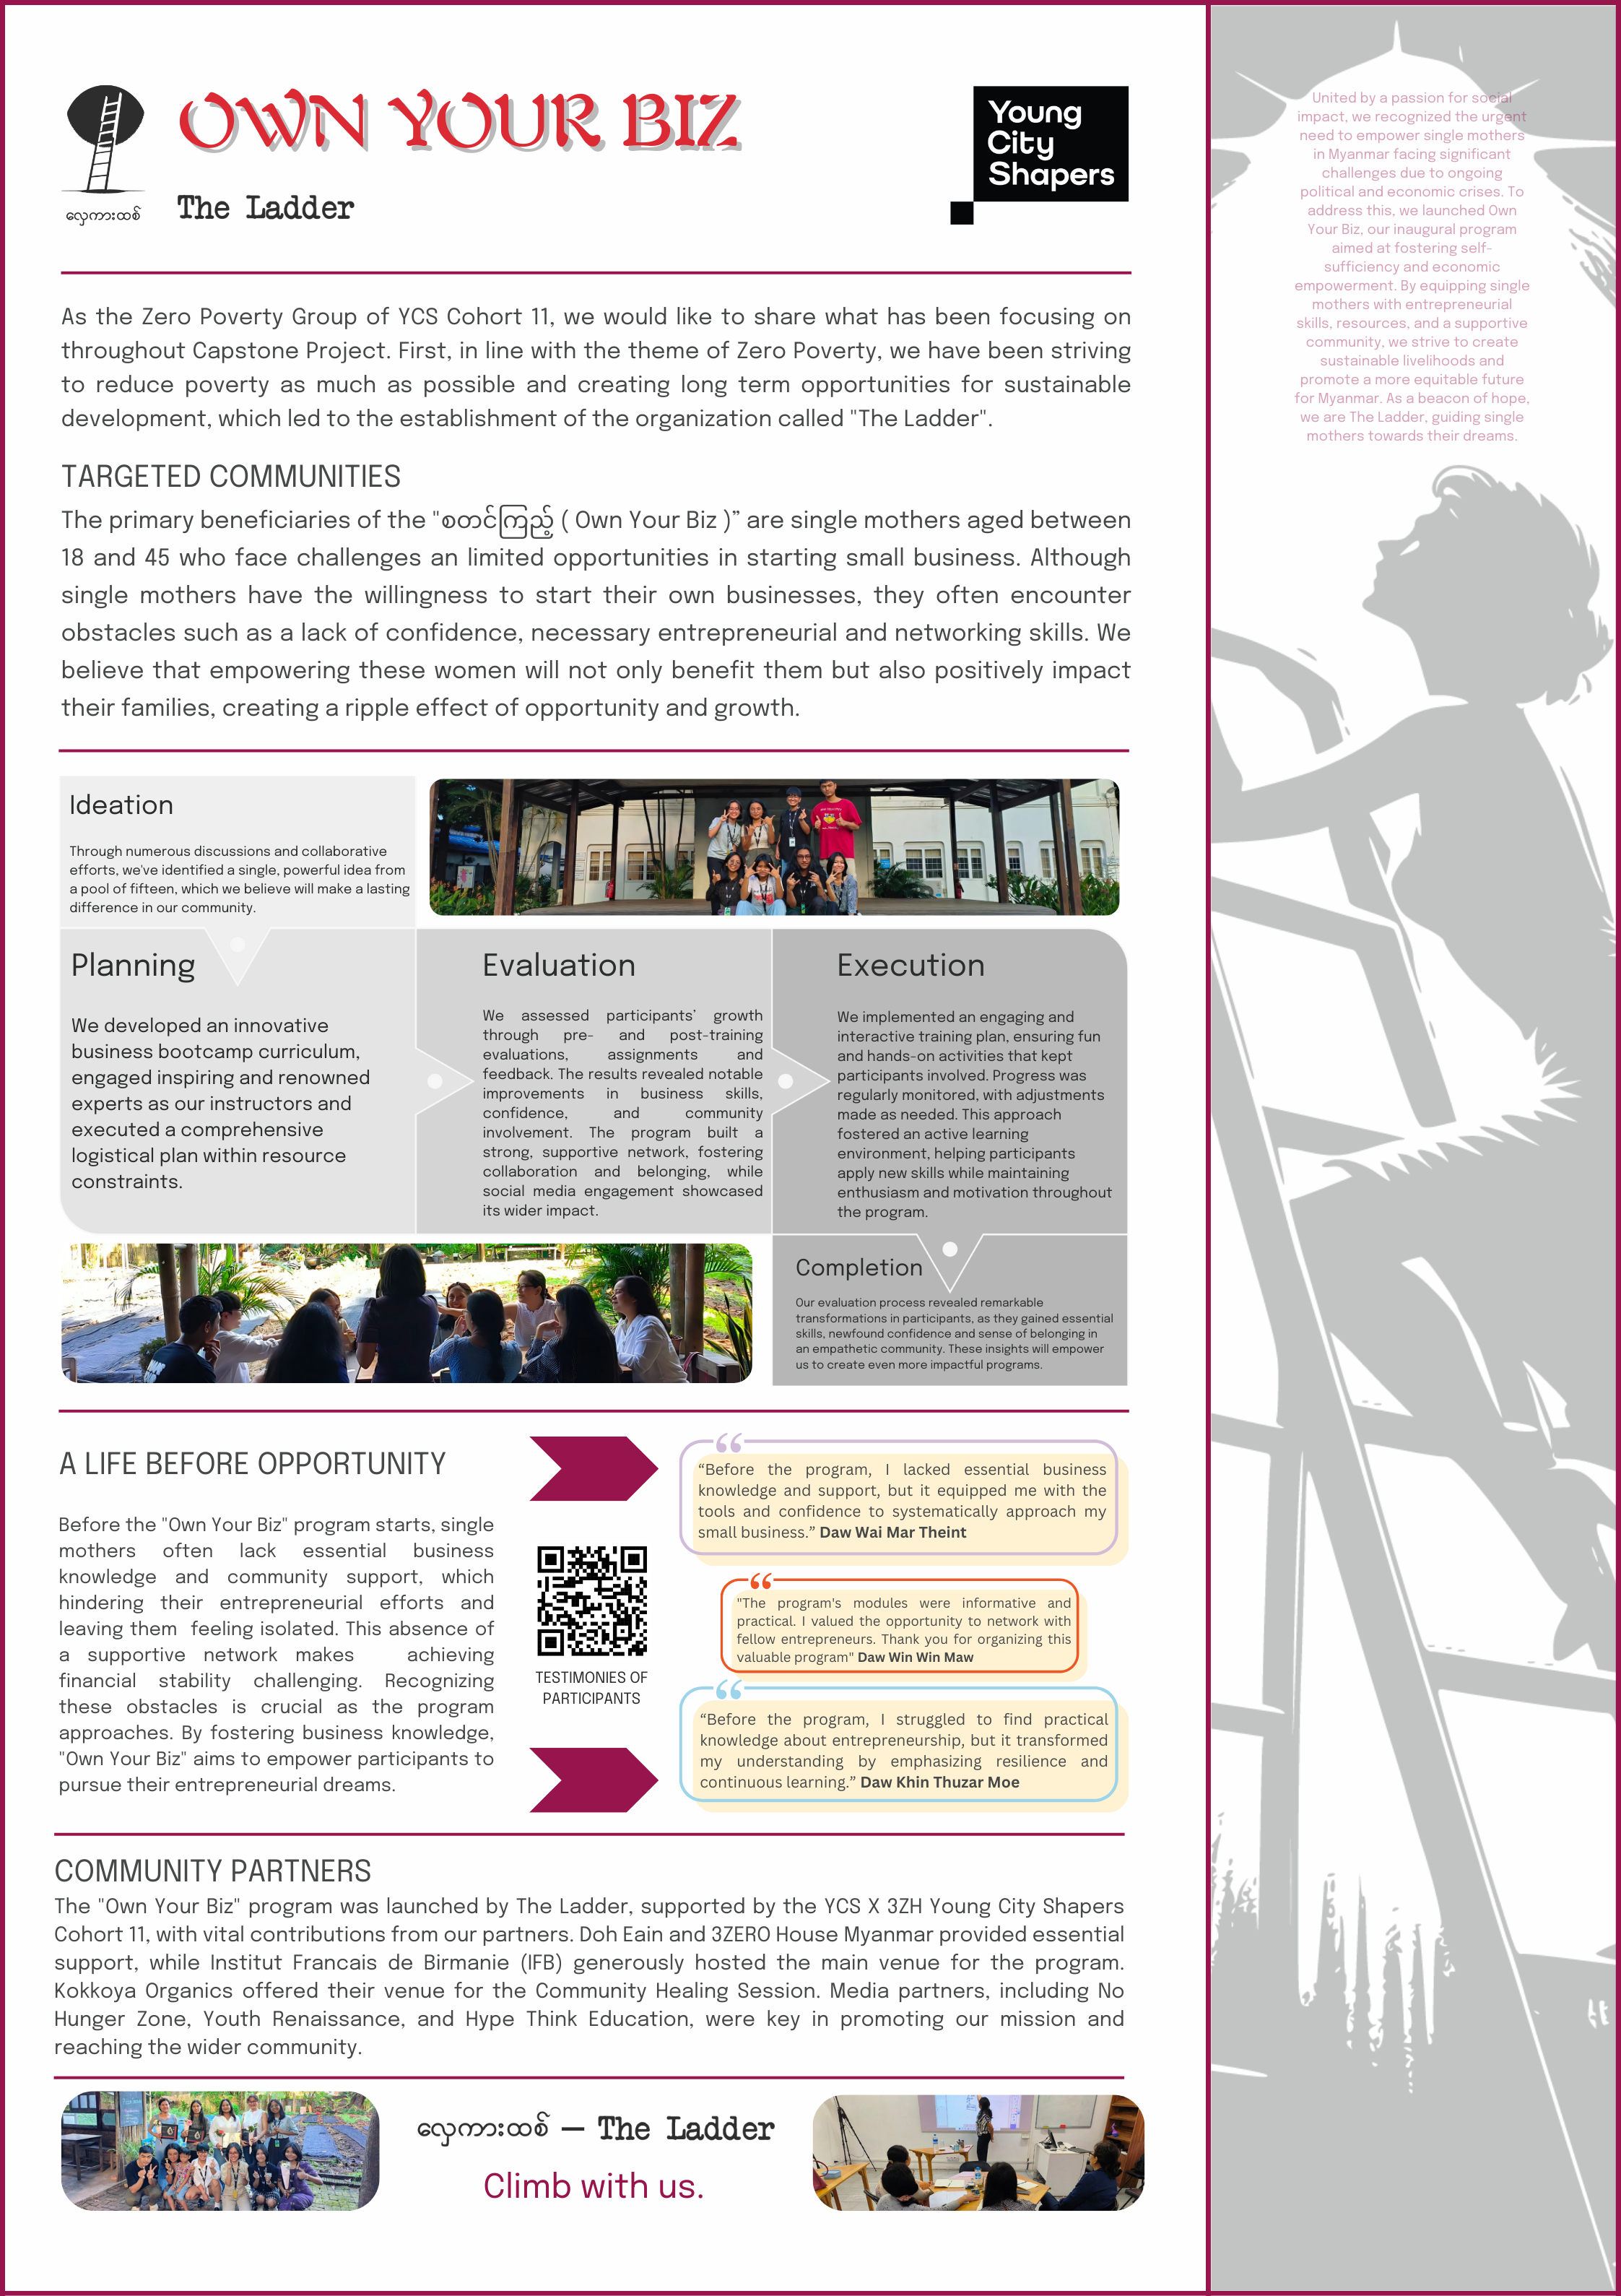 OWN YOUR BIZ
လှေကားထစ်
The Ladder
Young
City
Shapers
As the Zero Poverty Group of YCS Cohort 11, we would like to share what has been focusing on
throughout Capstone Project. First, in line with the theme of Zero Poverty, we have been striving
to reduce poverty as much as possible and creating long term opportunities for sustainable
development, which led to the establishment of the organization called "The Ladder".
TARGETED COMMUNITIES
The primary beneficiaries of the "စတင်ကြည့် ( Own Your Biz )” are single mothers aged between
18 and 45 who face challenges an limited opportunities in starting small business. Although
single mothers have the willingness to start their own businesses, they often encounter
obstacles such as a lack of confidence, necessary entrepreneurial and networking skills. We
believe that empowering these women will not only benefit them but also positively impact
their families, creating a ripple effect of opportunity and growth.
Ideation
Through numerous discussions and collaborative
efforts, we've identified a single, powerful idea from
a pool of fifteen, which we believe will make a lasting
difference in our community.
Planning
We developed an innovative
business bootcamp curriculum,
engaged inspiring and renowned
experts as our instructors and
executed a comprehensive
logistical plan within resource
constraints.
Evaluation
We assessed participants’ growth
through pre- and post-training
evaluations, assignments and
feedback. The results revealed notable
improvements in business skills,
confidence, and community
involvement. The program built a
strong, supportive network, fostering
collaboration and belonging, while
social media engagement showcased
its wider impact.
Execution
We implemented an engaging and
interactive training plan, ensuring fun
and hands-on activities that kept
participants involved. Progress was
regularly monitored, with adjustments
made as needed. This approach
fostered an active learning
environment, helping participants
apply new skills while maintaining
enthusiasm and motivation throughout
the program.
Completion
Our evaluation process revealed remarkable
transformations in participants, as they gained essential
skills, newfound confidence and sense of belonging in
an empathetic community. These insights will empower
us to create even more impactful programs.
A LIFE BEFORE OPPORTUNITY
Before the "Own Your Biz" program starts, single
mothers often lack essential business
knowledge and community support, which
hindering their entrepreneurial efforts and
leaving them feeling isolated. This absence of
a supportive network makes achieving
financial stability challenging. Recognizing
these obstacles is crucial as the program
approaches. By fostering business knowledge,
"Own Your Biz" aims to empower participants to
pursue their entrepreneurial dreams.
TESTIMONIES OF
PARTICIPANTS
“Before the program, I lacked essential business
knowledge and support, but it equipped me with the
tools and confidence to systematically approach my
small business.” Daw Wai Mar Theint
"The program's modules were informative and
practical. I valued the opportunity to network with
fellow entrepreneurs. Thank you for organizing this
valuable program" Daw Win Win Maw
“Before the program, I struggled to find practical
knowledge about entrepreneurship, but it transformed
my understanding by emphasizing resilience and
continuous learning.” Daw Khin Thuzar Moe
COMMUNITY PARTNERS
The "Own Your Biz" program was launched by The Ladder, supported by the YCS X 3ZH Young City Shapers
Cohort 11, with vital contributions from our partners. Doh Eain and 3ZERO House Myanmar provided essential
support, while Institut Francais de Birmanie (IFB) generously hosted the main venue for the program.
Kokkoya Organics offered their venue for the Community Healing Session. Media partners, including No
Hunger Zone, Youth Renaissance, and Hype Think Education, were key in promoting our mission and
reaching the wider community.
လှေကားထစ် – The Ladder
Climb with us.
United by a passion for social
impact, we recognized the urgent
need to empower single mothers
in Myanmar facing significant
challenges due to ongoing
political and economic crises. To
address this, we launched Own
Your Biz, our inaugural program
aimed at fostering self-
sufficiency and economic
empowerment. By equipping single
mothers with entrepreneurial
skills, resources, and a supportive
community, we strive to create
sustainable livelihoods and
promote a more equitable future
for Myanmar. As a beacon of hope,
we are The Ladder, guiding single
mothers towards their dreams.